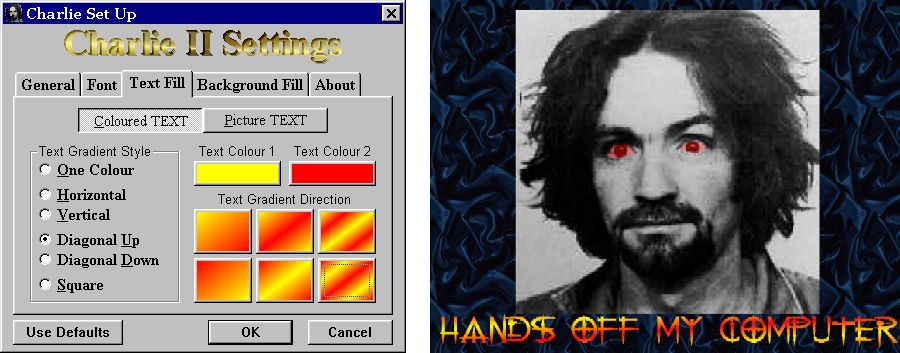 Charlie Set Up
Charlie II Settings
General Font Text Fill Background Fill About
Coloured TEXT Picture TEXT
Text Gradient Style
One Colour
Horizontal
Vertical
Diagonal Up
Diagonal Down
Square
Text Colour 1 Text Colour 2
Text Gradient Direction
Use Defaults OK Cancel
HANDS OFF MY COMPUTER